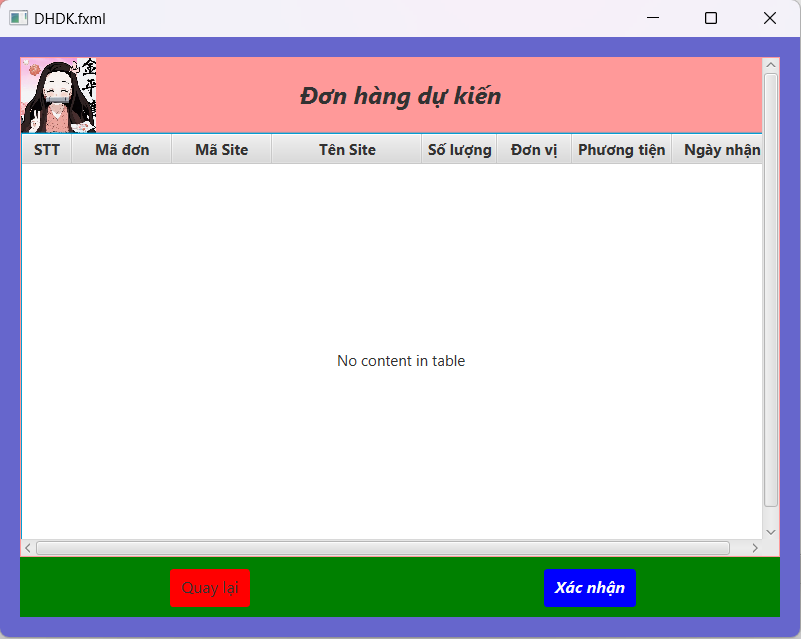 DHDK.fxml
Đơn hàng dự kiến
STT Mã đơn Mã Site Tên Site Số lượng Đơn vị Phương tiện Ngày nhận
No content in table
Quay lại Xác nhận